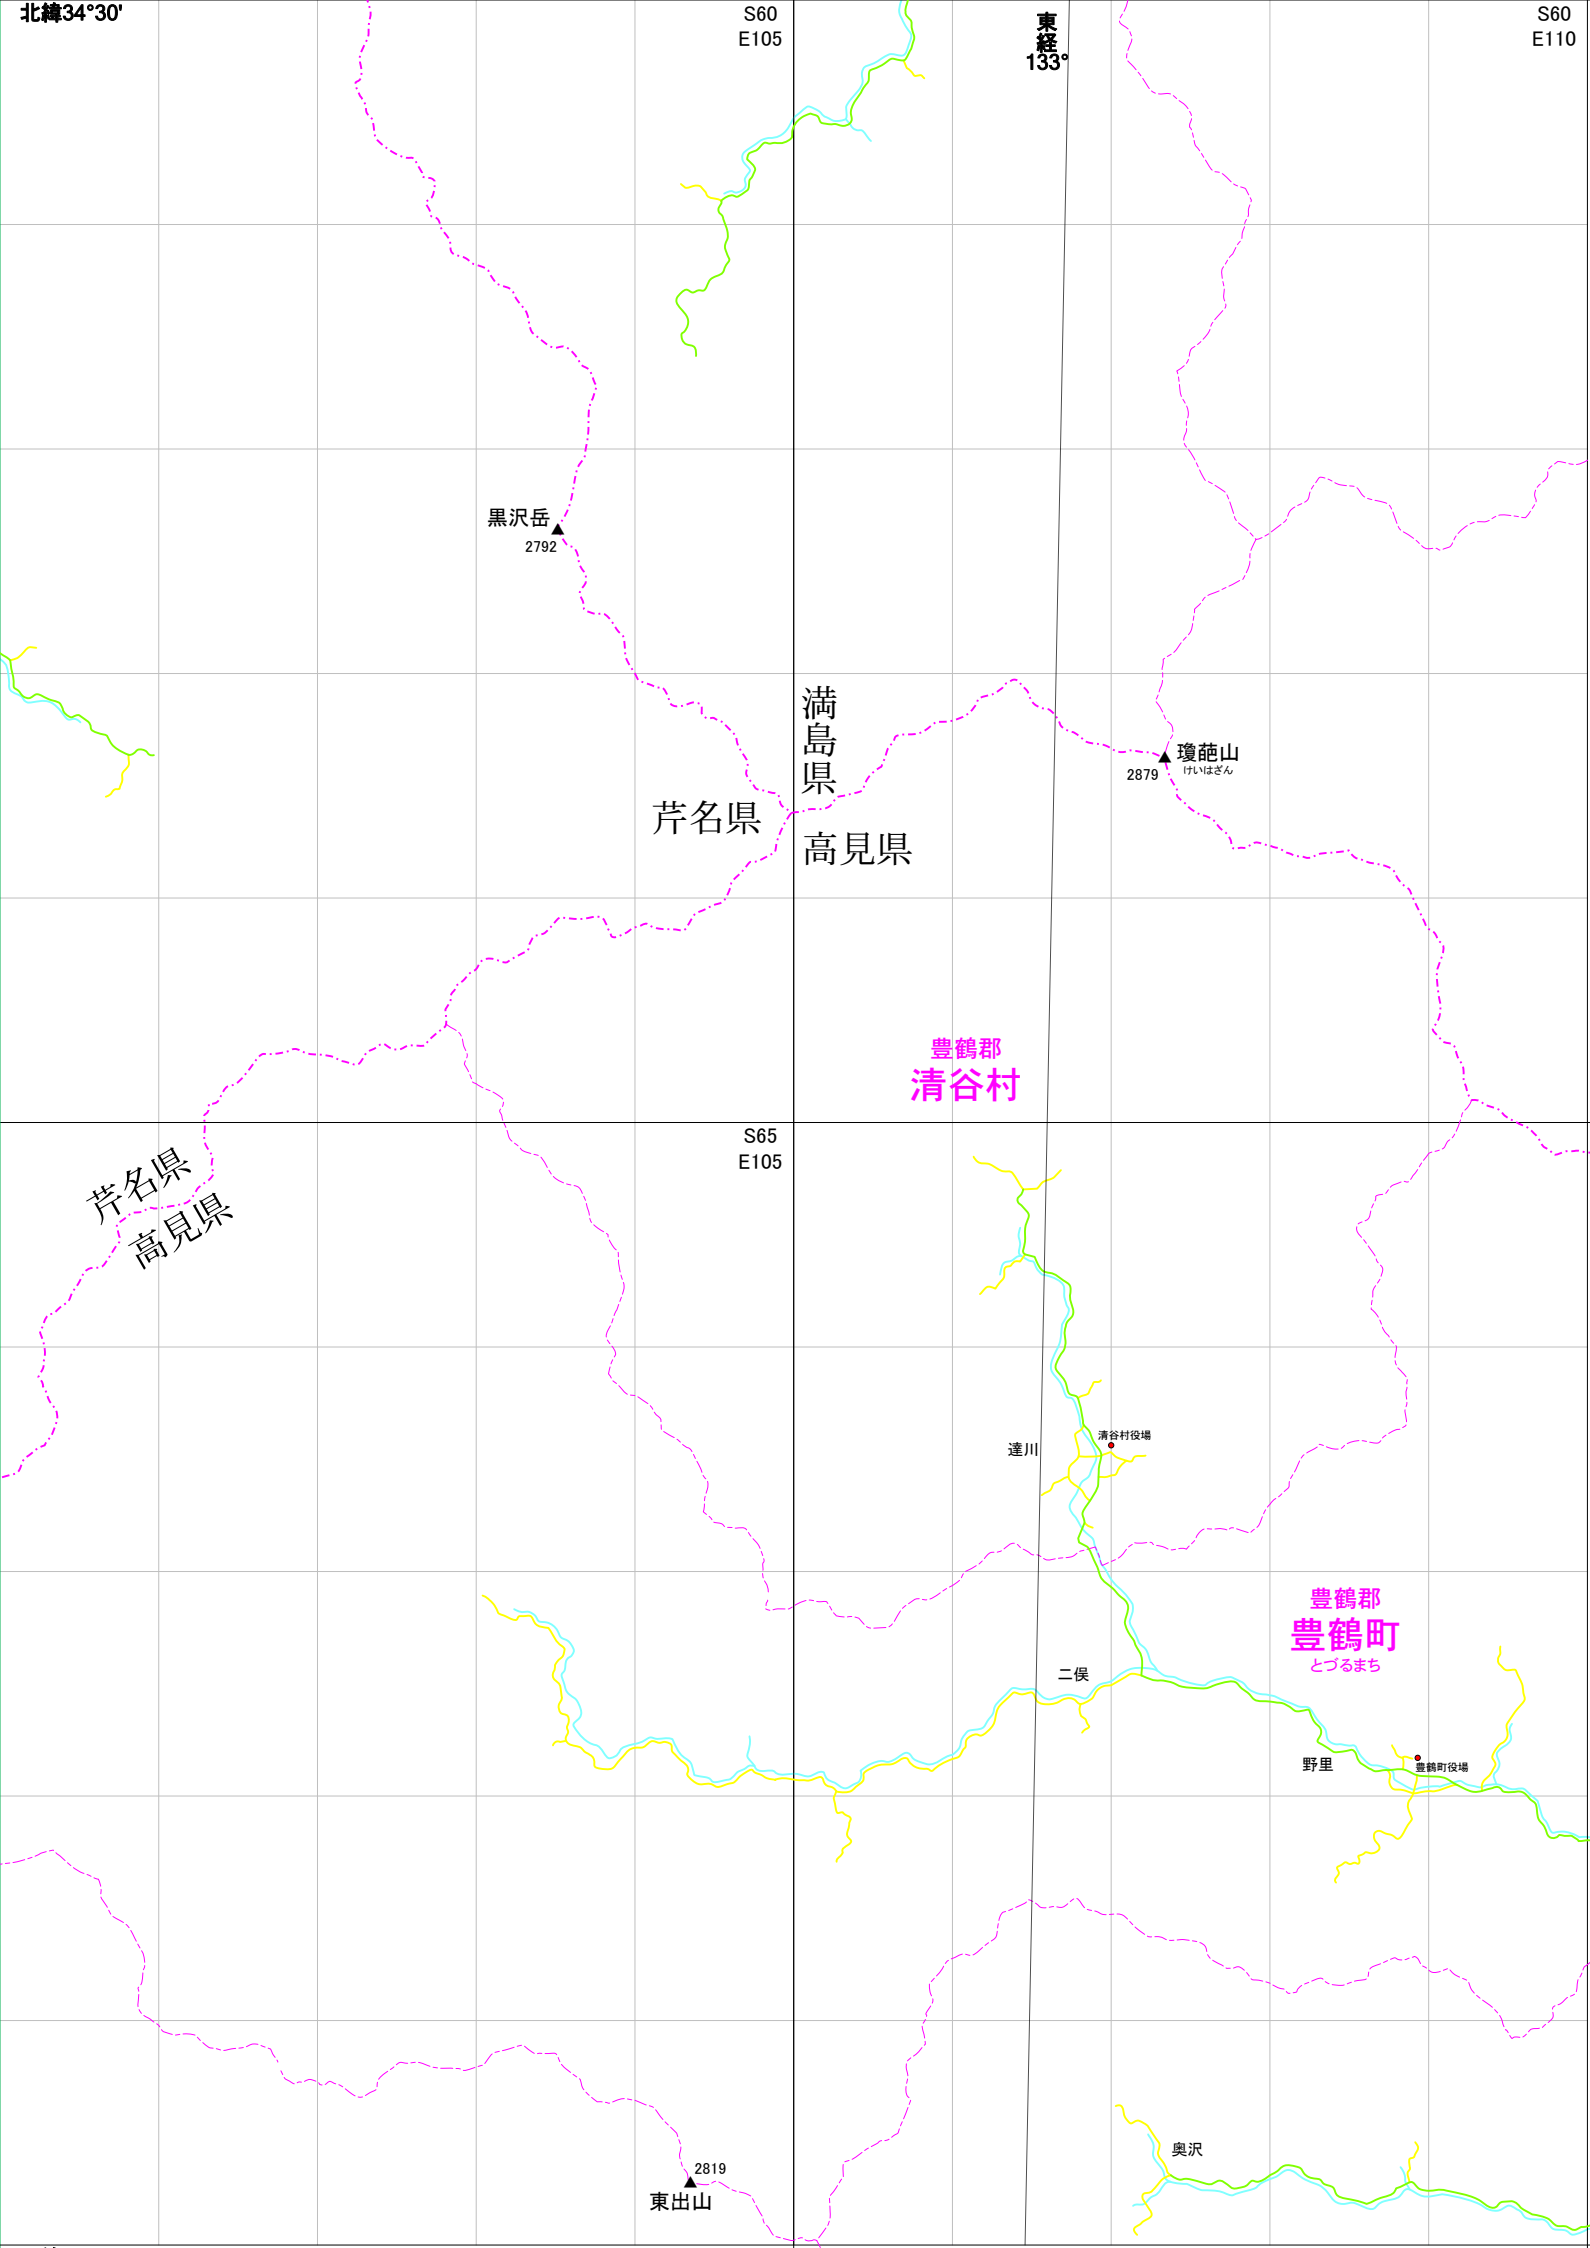 北緯34°30'
S60
E105
東経
133°
S60
E110
黒沢岳
2792
満島県
芹名県
高見県
瓊葩山
けいはざん
2879
豊鶴郡
清谷村
S65
E105
芹名県
高見県
清谷村役場
達川
豊鶴郡
豊鶴町
とづるまち
二俣
野里
豊鶴町役場
奥沢
2819
東出山